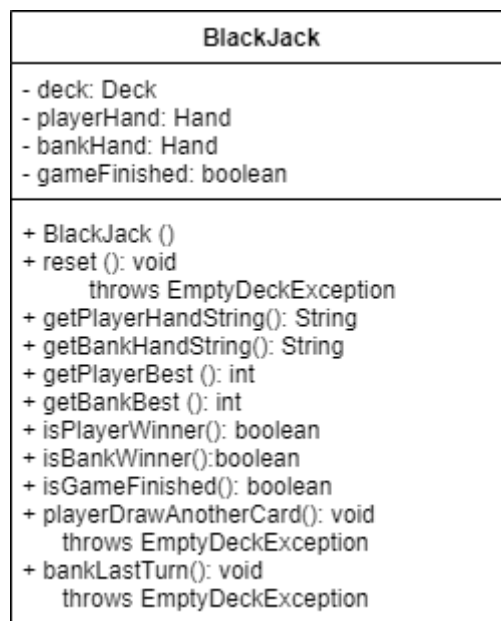 BlackJack
- deck: Deck
- playerHand: Hand
- bankHand: Hand
- gameFinished: boolean
+ BlackJack ()
+ reset (): void
throws EmptyDeckException
+ getPlayerHandString(): String
+ getBankHandString(): String
+ getPlayerBest (): int
+ getBankBest (): int
+ isPlayerWinner(): boolean
+ isBankWinner():boolean
+ isGameFinished(): boolean
+ playerDrawAnotherCard(): void
throws EmptyDeckException
+ bankLastTurn(): void
throws EmptyDeckException